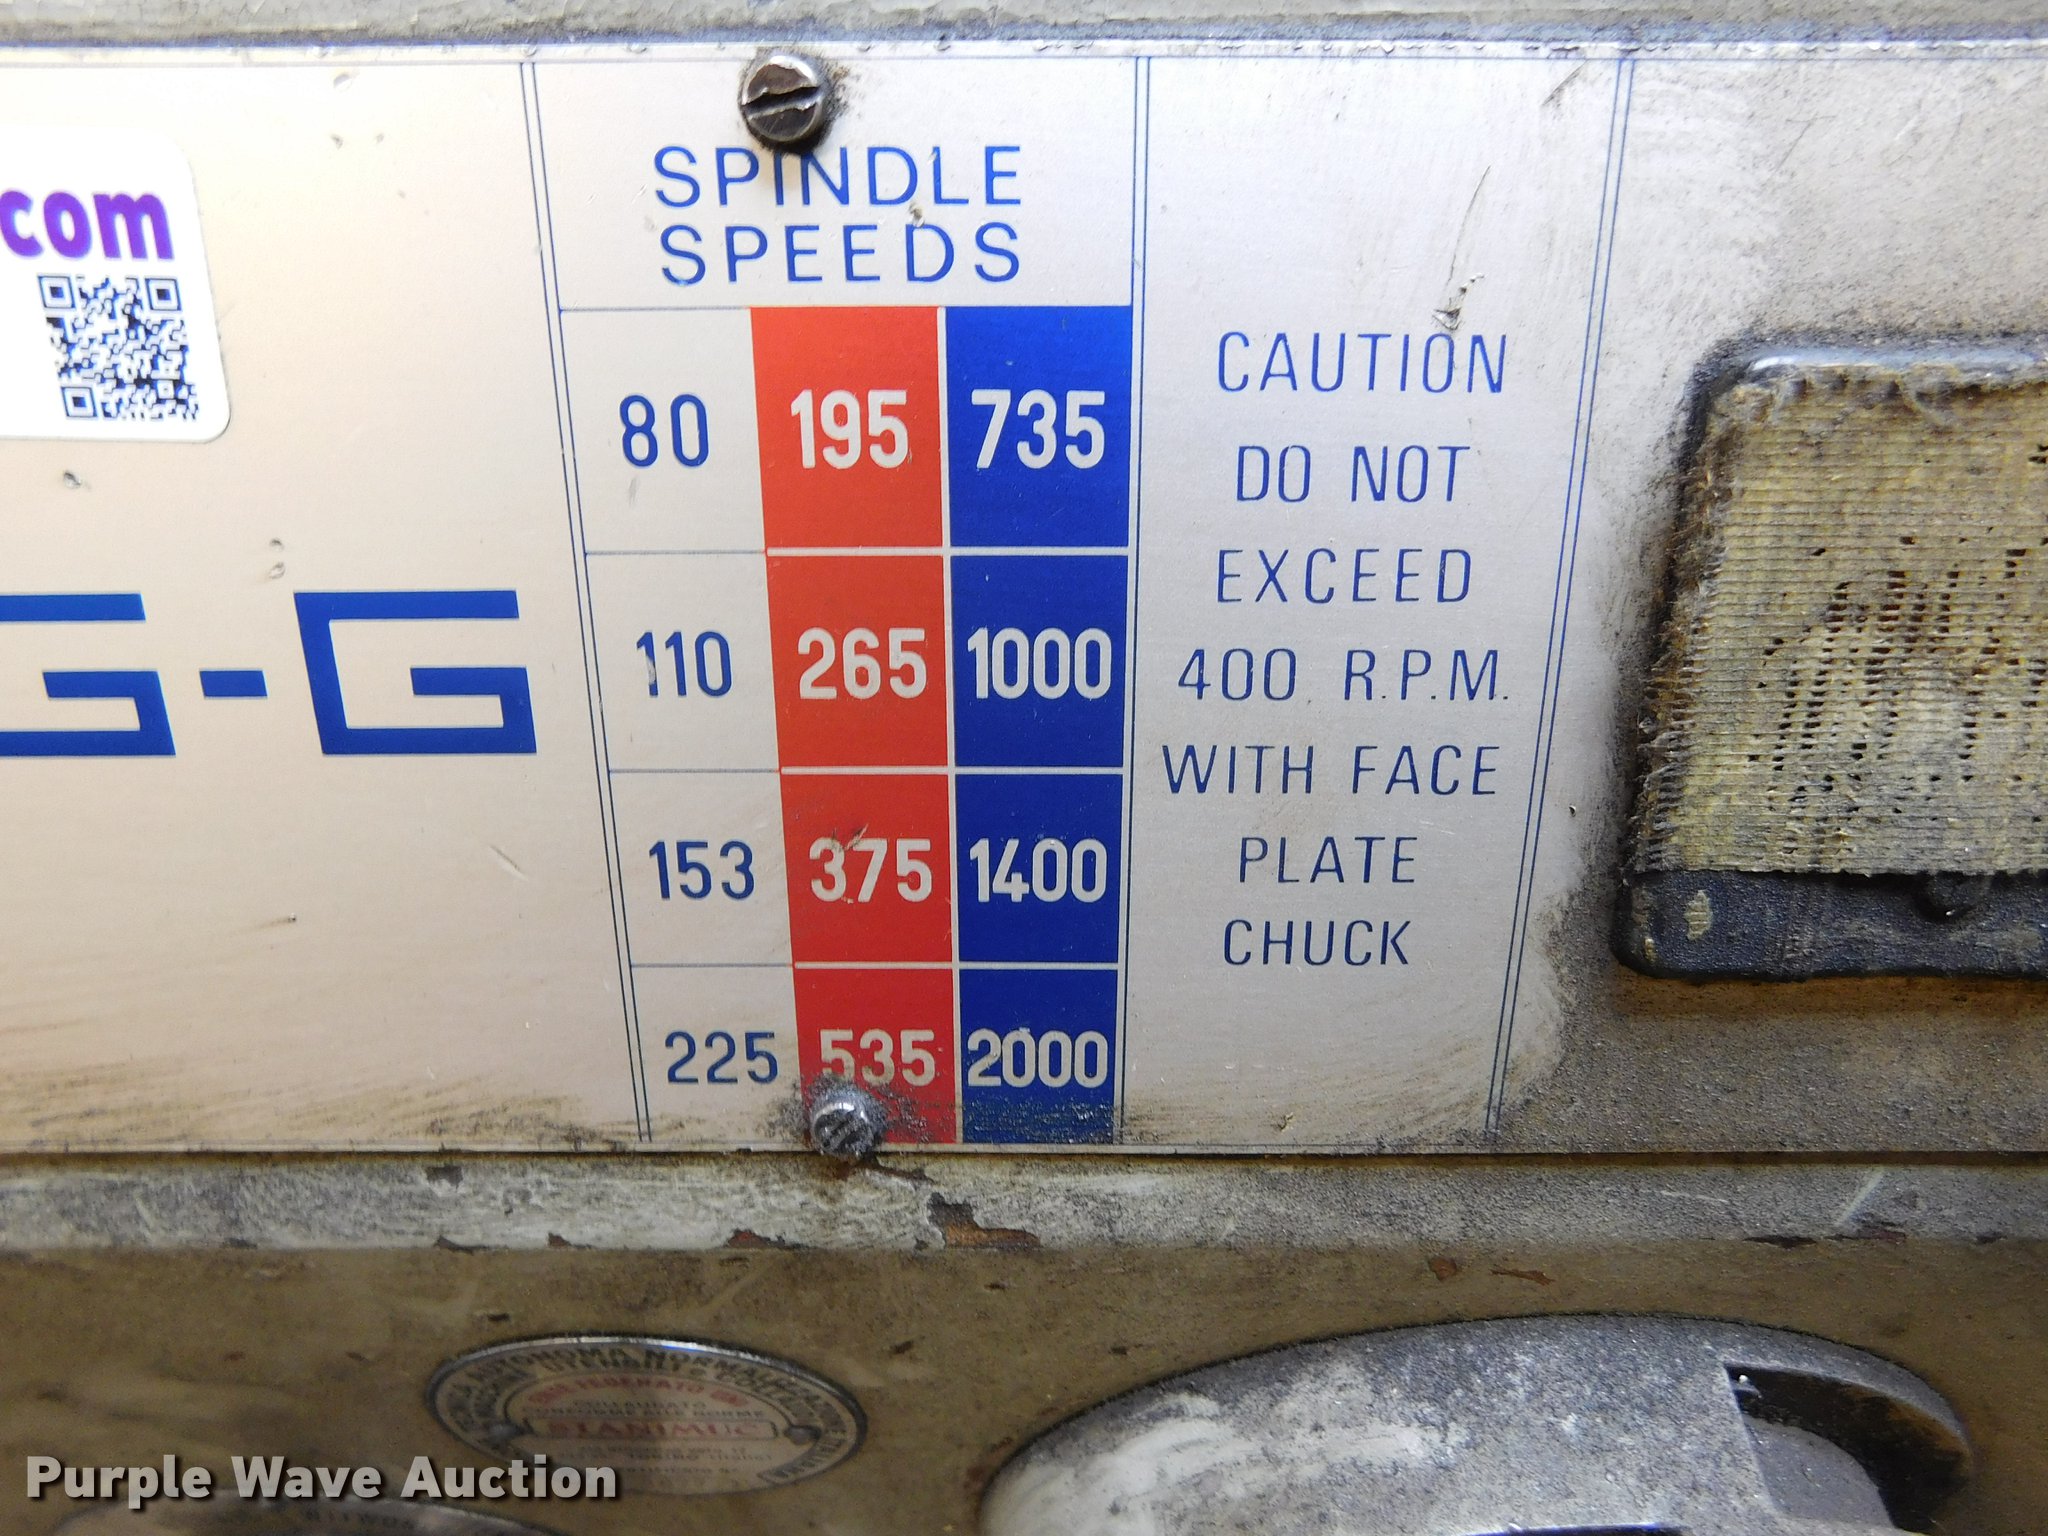 com
G-G
SPINDLE
SPEEDS
80 195 735
110 265 1000
153 375 1400
225 535 2000
CAUTION
DO NOT
EXCEED
400 R.P.M.
WITH FACE
PLATE
CHUCK
STANIMUC
Purple Wave Auction